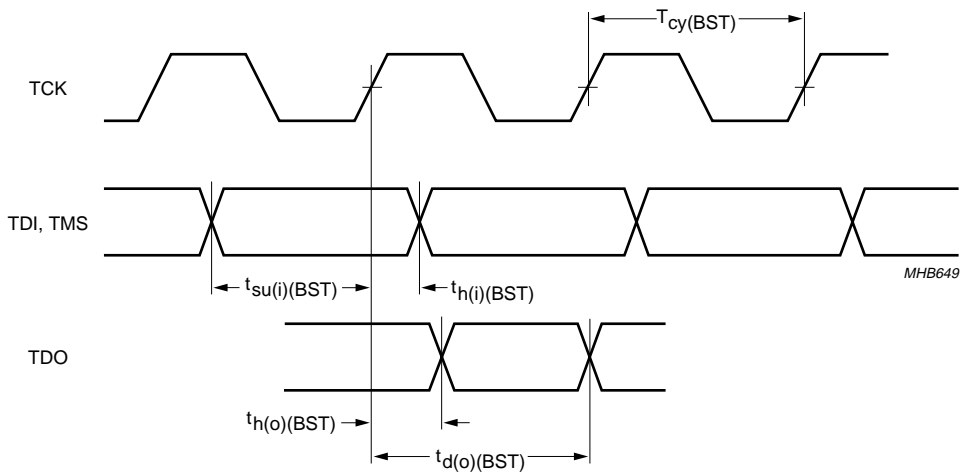 Tcy(BST)
TCK
TDI, TMS
MHB649
tsu(i)(BST)
th(i)(BST)
TDO
th(o)(BST)
td(o)(BST)